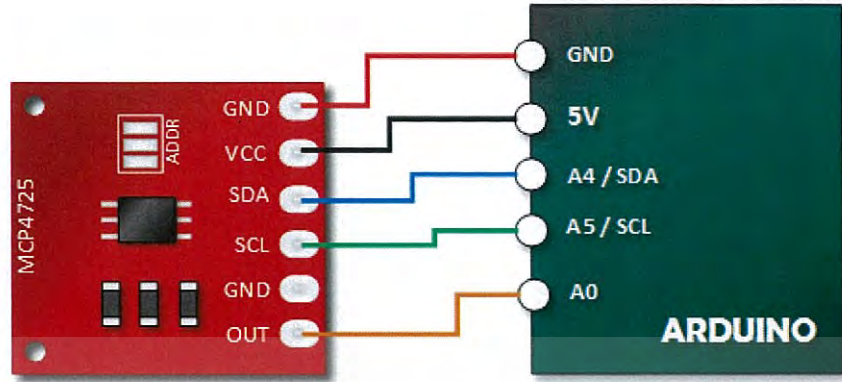 MCP4725
ADDR
GND
VCC
SDA
SCL
GND
OUT
GND
5V
A4 / SDA
A5 / SCL
A0
ARDUINO